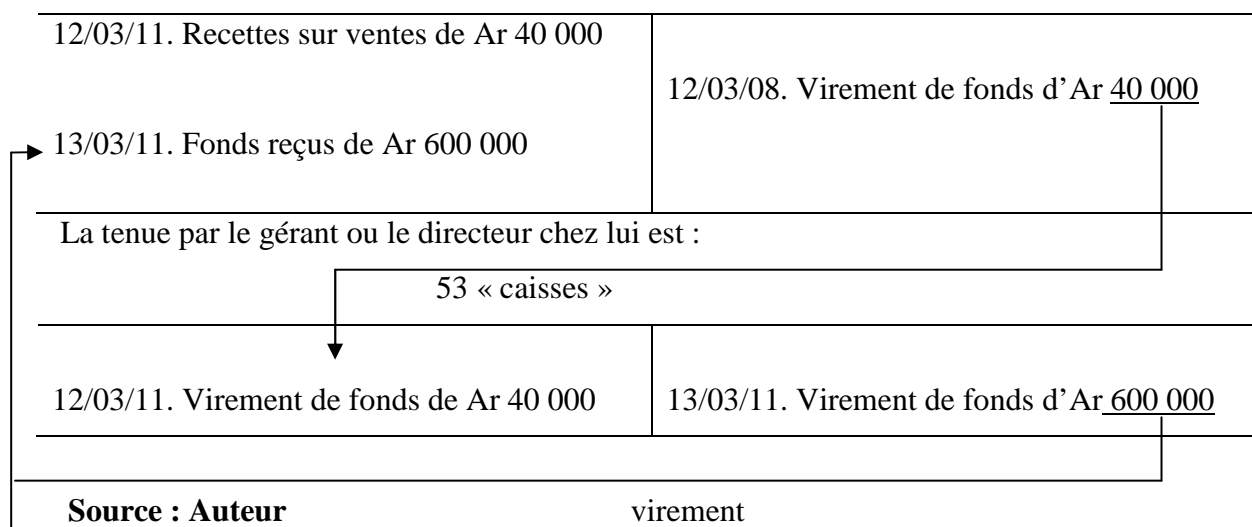 12/03/11. Recettes sur ventes de Ar 40 000
12/03/08. Virement de fonds d’Ar 40 000
13/03/11. Fonds reçus de Ar 600 000
La tenue par le gérant ou le directeur chez lui est :
53 « caisses »
12/03/11. Virement de fonds de Ar 40 000
13/03/11. Virement de fonds d’Ar 600 000
Source : Auteur
virement